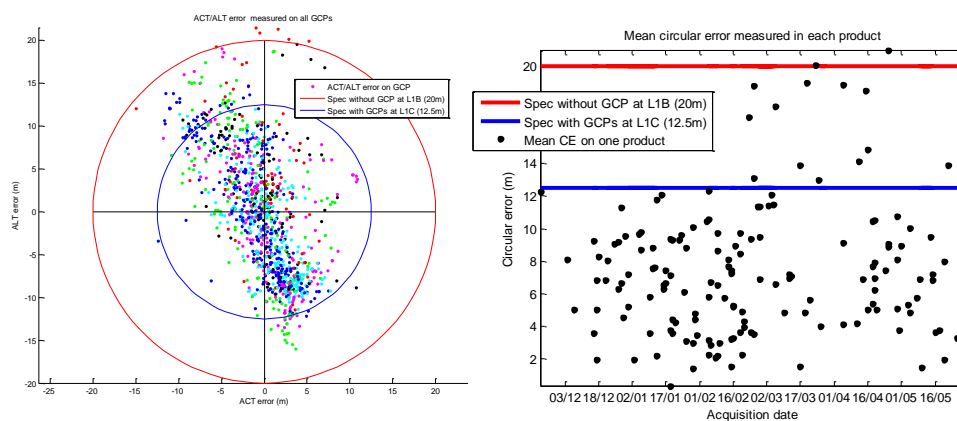 ACT/ALT error measured on all GCPs
20
15
10
5
0
-5
-10
-15
-20
ALT error (m)
ACT/ALT error on GCP
Spec without GCP at L1B (20m)
Spec with GCPs at L1C (12.5m)
-25 -20 -15 -10 -5 0 5 10 15 20
ACT error (m)
Mean circular error measured in each product
20
14
12
10
8
6
4
2
Circular error (m)
Spec without GCP at L1B (20m)
Spec with GCPs at L1C (12.5m)
Mean CE on one product
03/12 18/12 02/01 17/01 01/02 16/02 02/03 17/03 01/04 16/04 01/05 16/05
Acquisition date